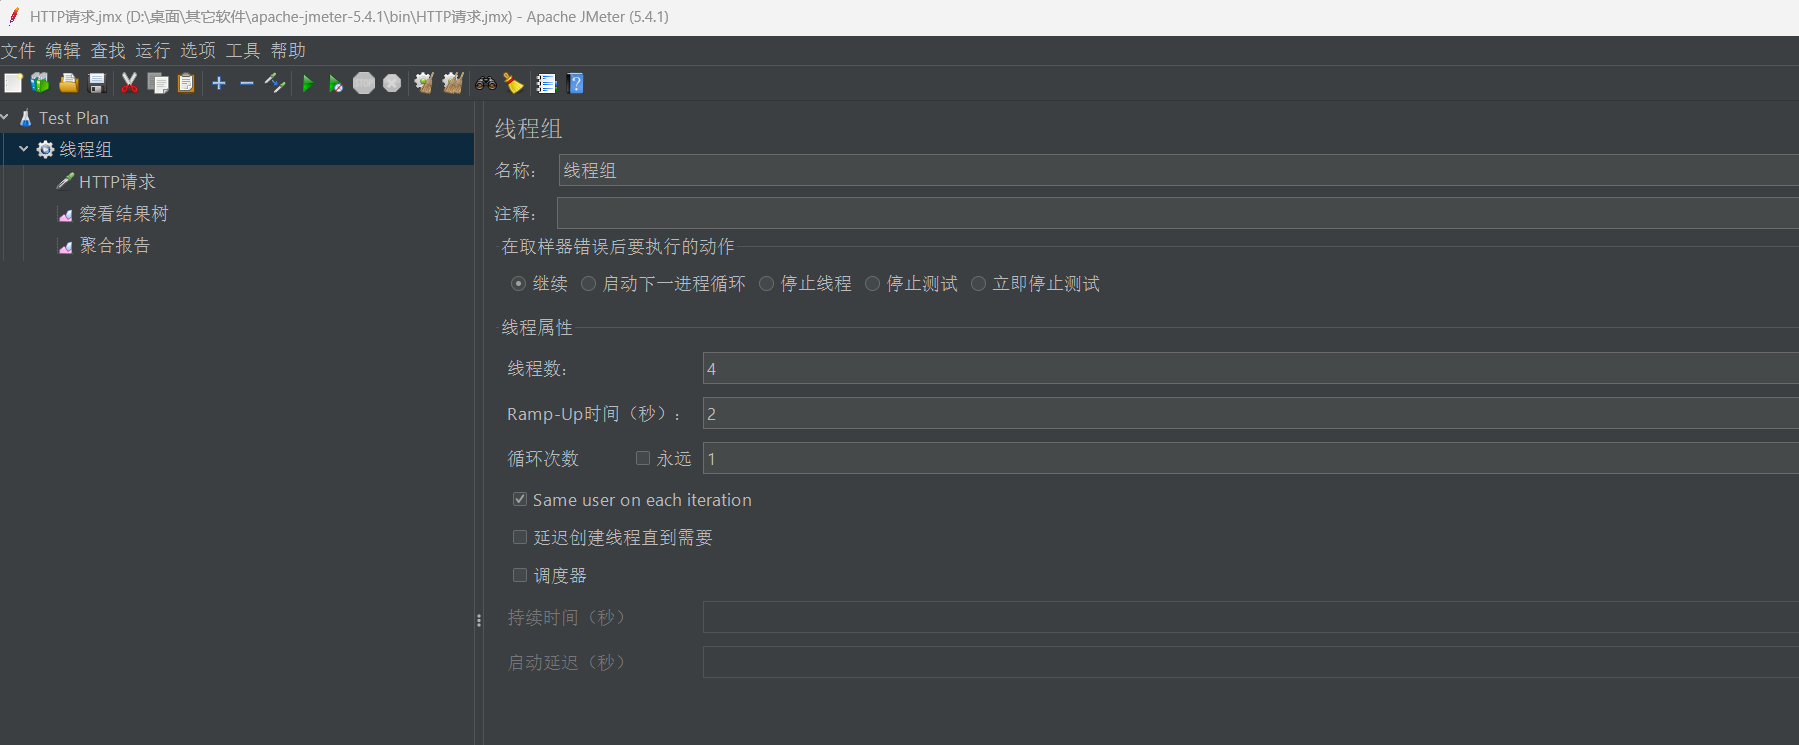 HTTP请求.jmx (D:\桌面\其它软件\apache-jmeter-5.4.1\bin\HTTP请求.jmx) - Apache JMeter (5.4.1)
文件 编辑 查找 运行 选项 工具 帮助
Test Plan
线程组
HTTP请求
察看结果树
聚合报告
线程组
名称： 线程组
注释：
在取样器错误后要执行的动作
继续 启动下一进程循环 停止线程 停止测试 立即停止测试
线程属性
线程数： 4
Ramp-Up时间（秒）： 2
循环次数 永远 1
Same user on each iteration
延迟创建线程直到需要
调度器
持续时间（秒）
启动延迟（秒）